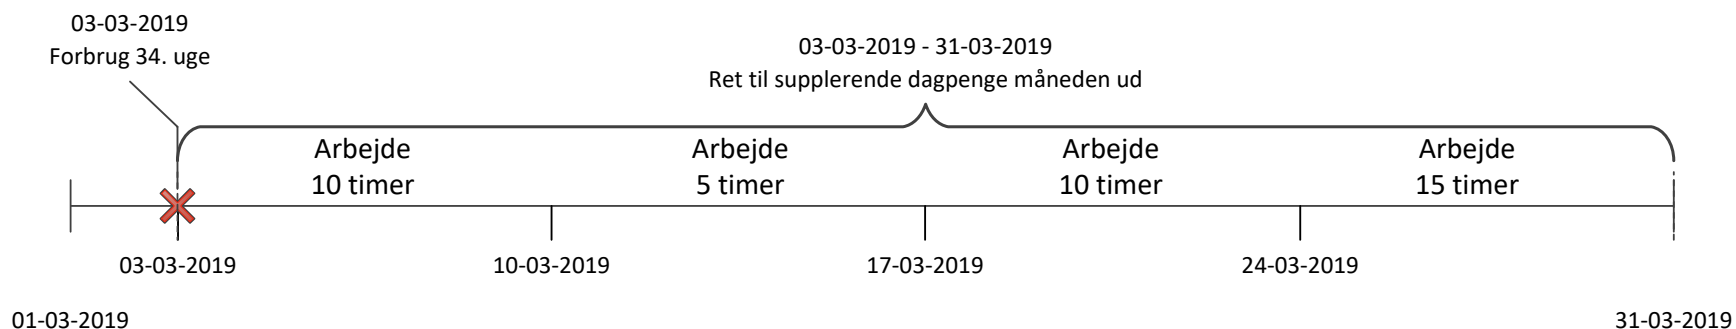 03-03-2019
Forbrug 34. uge
03-03-2019 - 31-03-2019
Ret til supplerende dagpenge måneden ud
Arbejde
10 timer
Arbejde
5 timer
Arbejde
10 timer
Arbejde
15 timer
03-03-2019
10-03-2019
17-03-2019
24-03-2019
01-03-2019
31-03-2019